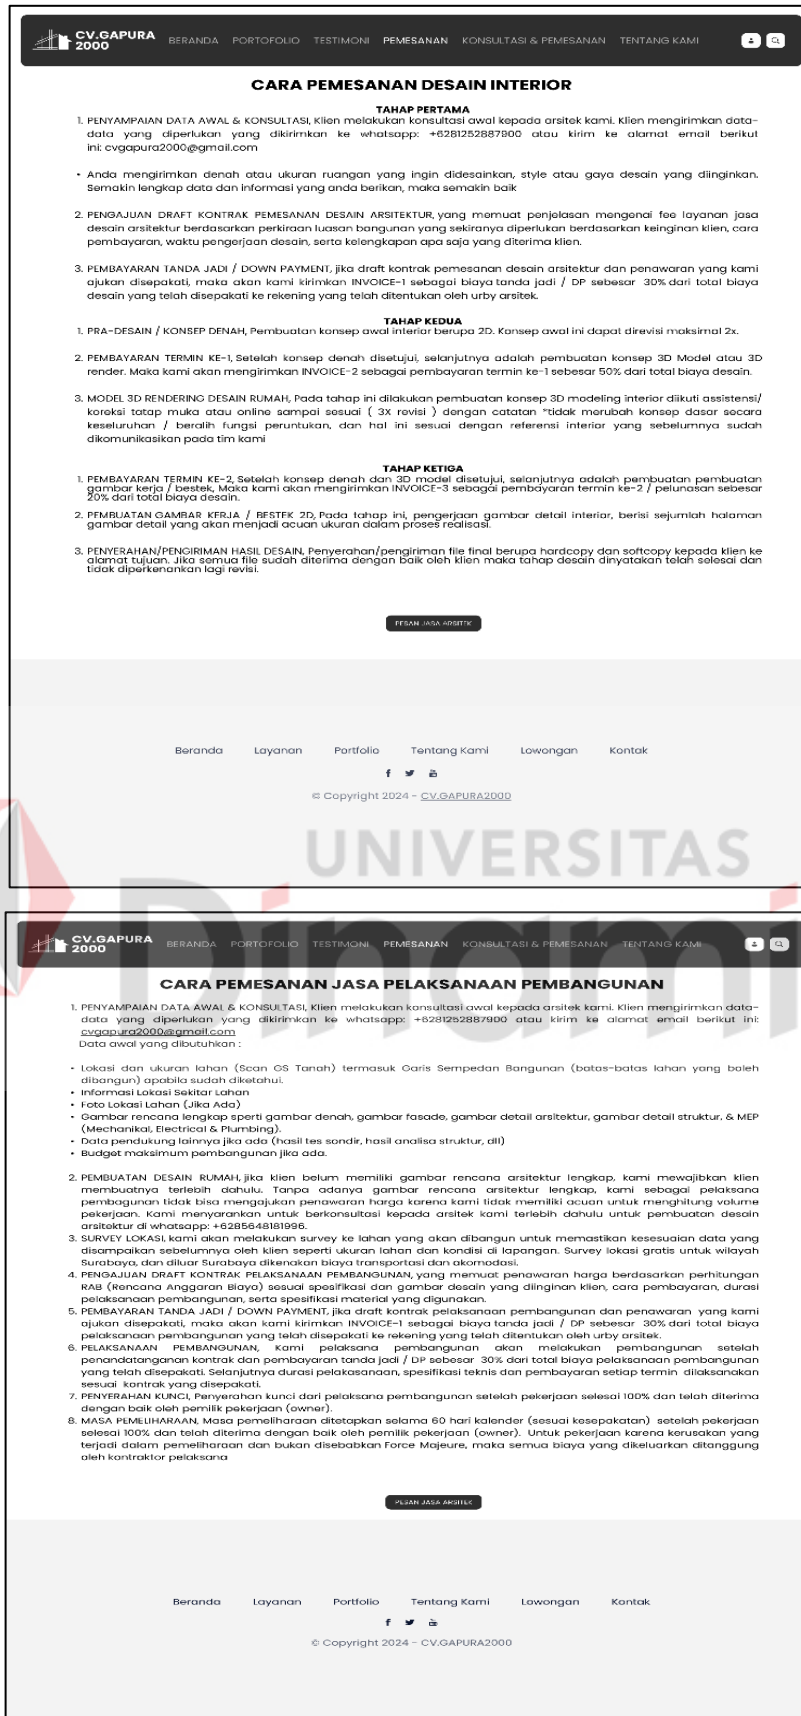 CV.GAPURA
2000
BERANDA PORTOFOLIO TESTIMONI PEMESANAN KONSULTASI & PEMESANAN TENTANG KAMI
CARA PEMESANAN DESAIN INTERIOR
TAHAP PERTAMA
1. PENYAMPAIAN DATA AWAL & KONSULTASI, Klien melakukan konsultasi awal kepada arsitek kami. Klien mengirimkan data-
data yang diperlukan yang dikirimkan ke whatsapp: +6281252887900 atau kirim ke alamat email berikut
ini: cvgapura2000@gmail.com
• Anda mengirimkan denah atau ukuran ruangan yang ingin didesainkan, style atau gaya desain yang diinginkan.
Semakin lengkap data dan informasi yang anda berikan, maka semakin baik
2. PENGAJUAN DRAFT KONTRAK PEMESANAN DESAIN ARSITEKTUR, yang memuat penjelasan mengenai fee layanan jasa
desain arsitektur berdasarkan perkiraan luasan bangunan yang sekiranya diperlukan berdasarkan keinginan klien, cara
pembayaran, waktu pengerjaan desain, serta kelengkapan apa saja yang diterima klien.
3. PEMBAYARAN TANDA JADI / DOWN PAYMENT, jika draft kontrak pemesanan desain arsitektur dan penawaran yang kami
ajukan disepakati, maka akan kami kirimkan INVOICE-1 sebagai biaya tanda jadi / DP sebesar 30% dari total biaya
desain yang telah disepakati ke rekening yang telah ditentukan oleh urby arsitek.
TAHAP KEDUA
1. PRA-DESAIN / KONSEP DENAH, Pembuatan konsep awal interior berupa 2D. Konsep awal ini dapat direvisi maksimal 2x.
2. PEMBAYARAN TERMIN KE-1, Setelah konsep denah disetujui, selanjutnya adalah pembuatan konsep 3D Model atau 3D
render. Maka kami akan mengirimkan INVOICE-2 sebagai pembayaran termin ke-1 sebesar 50% dari total biaya desain.
3. MODEL 3D RENDERING DESAIN RUMAH, Pada tahap ini dilakukan pembuatan konsep 3D modeling interior diikuti assistensi/
koreksi tatap muka atau online sampai sesuai ( 3X revisi ) dengan catatan *tidak merubah konsep dasar secara
keseluruhan / beralih fungsi peruntukan, dan hal ini sesuai dengan referensi interior yang sebelumnya sudah
dikomunikasikan pada tim kami
TAHAP KETIGA
1. PEMBAYARAN TERMIN KE-2, Setelah konsep denah dan 3D model disetujui, selanjutnya adalah pembuatan pembuatan
gambar kerja / bestek, Maka kami akan mengirimkan INVOICE-3 sebagai pembayaran termin ke-2 / pelunasan sebesar
20% dari total biaya desain.
2. PEMBUATAN GAMBAR KERJA / BESTEK 2D, Pada tahap ini, pengerjaan gambar detail interior, berisi sejumlah halaman
gambar detail yang akan menjadi acuan ukuran dalam proses realisasi.
3. PENYERAHAN/PENGIRIMAN HASIL DESAIN, Penyerahan/pengiriman file final berupa hardcopy dan softcopy kepada klien ke
alamat tujuan. Jika semua file sudah diterima dengan baik oleh klien maka tahap desain dinyatakan telah selesai dan
tidak diperkenankan lagi revisi.
PESAN JASA ARSITEK
Beranda Layanan Portfolio Tentang Kami Lowongan Kontak
© Copyright 2024 - CV.GAPURA2000
UNIVERSITAS
Dinami
CV.GAPURA
2000
BERANDA PORTOFOLIO TESTIMONI PEMESANAN KONSULTASI & PEMESANAN TENTANG KAMI
CARA PEMESANAN JASA PELAKSANAAN PEMBANGUNAN
1. PENYAMPAIAN DATA AWAL & KONSULTASI, Klien melakukan konsultasi awal kepada arsitek kami. Klien mengirimkan data-
data yang diperlukan yang dikirimkan ke whatsapp: +6281252887900 atau kirim ke alamat email berikut ini:
cvgapura2000@gmail.com
Data awal yang dibutuhkan :
• Lokasi dan ukuran lahan (Scan GS Tanah) termasuk Garis Sempedan Bangunan (batas-batas lahan yang boleh
dibangun) apabila sudah diketahui.
• Informasi Lokasi Sekitar Lahan
• Foto Lokasi Lahan (Jika Ada)
• Gambar rencana lengkap sperti gambar denah, gambar fasade, gambar detail arsitektur, gambar detail struktur, & MEP
(Mechanikal, Electrical & Plumbing).
• Data pendukung lainnya jika ada (hasil tes sondir, hasil analisa struktur, dll)
• Budget maksimum pembangunan jika ada.
2. PEMBUATAN DESAIN RUMAH, jika klien belum memiliki gambar rencana arsitektur lengkap, kami mewajibkan klien
membuatnya terlebih dahulu. Tanpa adanya gambar rencana arsitektur lengkap, kami sebagai pelaksana
pembagunan tidak bisa mengajukan penawaran harga karena kami tidak memiliki acuan untuk menghitung volume
pekerjaan. Kami menyarankan untuk berkonsultasi kepada arsitek kami terlebih dahulu untuk pembuatan desain
arsitektur di whatsapp: +6285648181996.
3. SURVEY LOKASI, kami akan melakukan survey ke lahan yang akan dibangun untuk memastikan kesesuaian data yang
disampaikan sebelumnya oleh klien seperti ukuran lahan dan kondisi di lapangan. Survey lokasi gratis untuk wilayah
Surabaya, dan diluar Surabaya dikenakan biaya transportasi dan akomodasi.
4. PENGAJUAN DRAFT KONTRAK PELAKSANAAN PEMBANGUNAN, yang memuat penawaran harga berdasarkan perhitungan
RAB (Rencana Anggaran Biaya) sesuai spesifikasi dan gambar desain yang diinginan klien, cara pembayaran, durasi
pelaksanaan pembangunan, serta spesifikasi material yang digunakan.
5. PEMBAYARAN TANDA JADI / DOWN PAYMENT, jika draft kontrak pelaksanaan pembangunan dan penawaran yang kami
ajukan disepakati, maka akan kami kirimkan INVOICE-1 sebagai biaya tanda jadi / DP sebesar 30% dari total biaya
pelaksanaan pembangunan yang telah disepakati ke rekening yang telah ditentukan oleh urby arsitek.
6. PELAKSANAAN PEMBANGUNAN, Kami pelaksana pembangunan akan melakukan pembangunan setelah
penandatanganan kontrak dan pembayaran tanda jadi / DP sebesar 30% dari total biaya pelaksanaan pembangunan
yang telah disepakati. Selanjutnya durasi pelakasanaan, spesifikasi teknis dan pembayaran setiap termin dilaksanakan
sesuai kontrak yang disepakati.
7. PENYERAHAN KUNCI, Penyerahan kunci dari pelaksana pembangunan setelah pekerjaan selesai 100% dan telah diterima
dengan baik oleh pemilik pekerjaan (owner).
8. MASA PEMELIHARAAN, Masa pemeliharaan ditetapkan selama 60 hari kalender (sesuai kesepakatan) setelah pekerjaan
selesai 100% dan telah diterima dengan baik oleh pemilik pekerjaan (owner). Untuk pekerjaan karena kerusakan yang
terjadi dalam pemeliharaan dan bukan disebabkan Force Majeure, maka semua biaya yang dikeluarkan ditanggung
oleh kontraktor pelaksana
PESAN JASA ARSITEK
Beranda Layanan Portfolio Tentang Kami Lowongan Kontak
© Copyright 2024 - CV.GAPURA2000